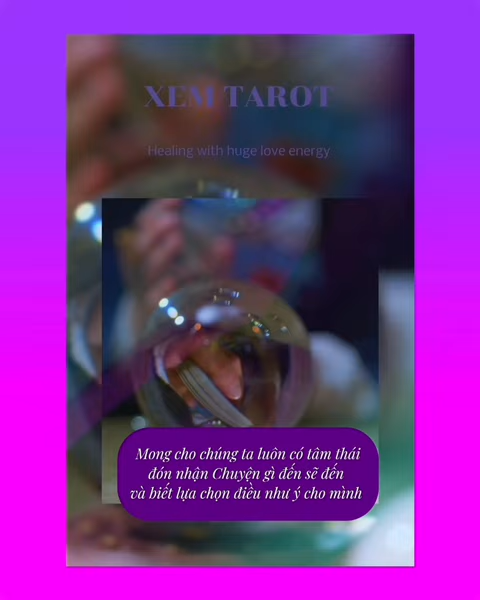 XEM TAROT
Healing with huge love energy
Mong cho chúng ta luôn có tâm thái
đón nhận Chuyện gì đến sẽ đến
và biết lựa chọn điều như ý cho mình